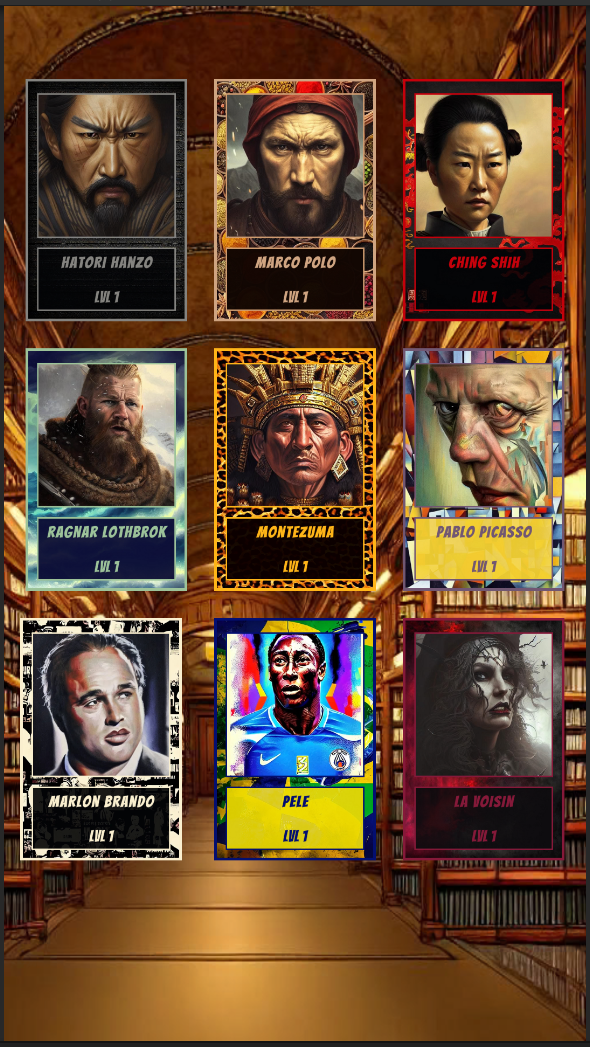 HATORI HANZO
LVL 1
MARCO POLO
LVL 1
CHING SHIH
LVL 1
RAGNAR LOTHBROK
LVL 1
MONTEZUMA
LVL 1
PABLO PICASSO
LVL 1
MARLON BRANDO
LVL 1
PELE
LVL 1
LA VOISIN
LVL 1